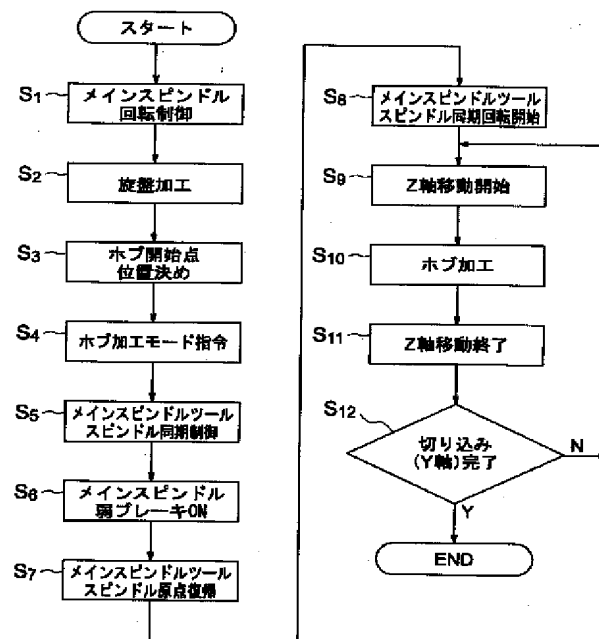 スタート
S1
メインスピンドル
回転制御
S2
旋盤加工
S3
ホブ開始点
位置決め
S4
ホブ加工モード指令
S5
メインスピンドルツール
スピンドル同期制御
S6
メインスピンドル
弱ブレーキON
S7
メインスピンドルツール
スピンドル原点復帰
S8
メインスピンドルツール
スピンドル同期回転開始
S9
Z軸移動開始
S10
ホブ加工
S11
Z軸移動終了
S12
切り込み
(Y軸)完了
N
Y
END